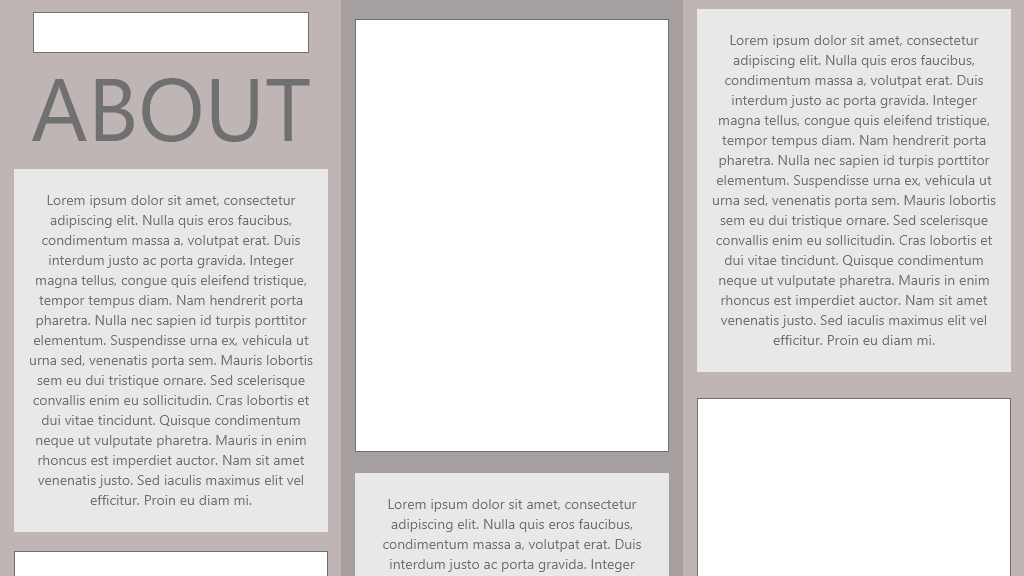 ABOUT
Lorem ipsum dolor sit amet, consectetur
adipiscing elit. Nulla quis eros faucibus,
condimentum massa a, volutpat erat. Duis
interdum justo ac porta gravida. Integer
magna tellus, congue quis eleifend tristique,
tempor tempus diam. Nam hendrerit porta
pharetra. Nulla nec sapien id turpis porttitor
elementum. Suspendisse urna ex, vehicula ut
urna sed, venenatis porta sem. Mauris lobortis
sem eu dui tristique ornare. Sed scelerisque
convallis enim eu sollicitudin. Cras lobortis et
dui vitae tincidunt. Quisque condimentum
neque ut vulputate pharetra. Mauris in enim
rhoncus est imperdiet auctor. Nam sit amet
venenatis justo. Sed iaculis maximus elit vel
efficitur. Proin eu diam mi.
Lorem ipsum dolor sit amet, consectetur
adipiscing elit. Nulla quis eros faucibus,
condimentum massa a, volutpat erat. Duis
interdum justo ac porta gravida. Integer
Lorem ipsum dolor sit amet, consectetur
adipiscing elit. Nulla quis eros faucibus,
condimentum massa a, volutpat erat. Duis
interdum justo ac porta gravida. Integer
magna tellus, congue quis eleifend tristique,
tempor tempus diam. Nam hendrerit porta
pharetra. Nulla nec sapien id turpis porttitor
elementum. Suspendisse urna ex, vehicula ut
urna sed, venenatis porta sem. Mauris lobortis
sem eu dui tristique ornare. Sed scelerisque
convallis enim eu sollicitudin. Cras lobortis et
dui vitae tincidunt. Quisque condimentum
neque ut vulputate pharetra. Mauris in enim
rhoncus est imperdiet auctor. Nam sit amet
venenatis justo. Sed iaculis maximus elit vel
efficitur. Proin eu diam mi.